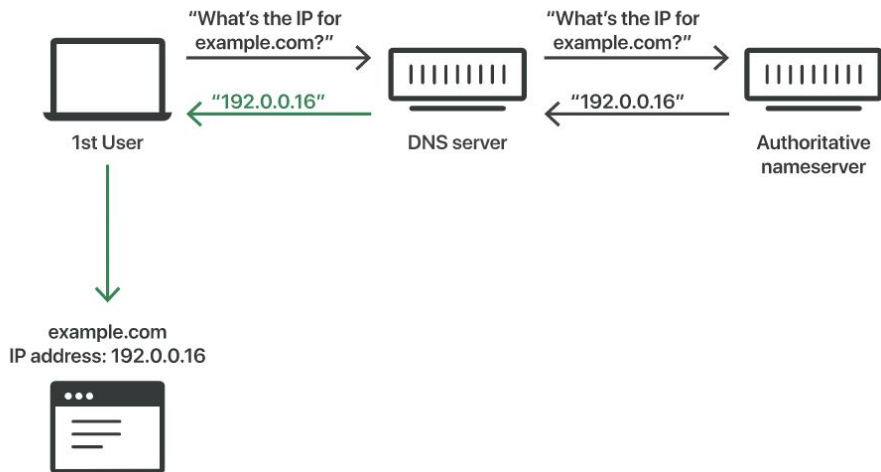 “What’s the IP for
example.com?”
“What’s the IP for
example.com?”
“192.0.0.16”
“192.0.0.16”
1st User
DNS server
Authoritative
nameserver
example.com
IP address: 192.0.0.16